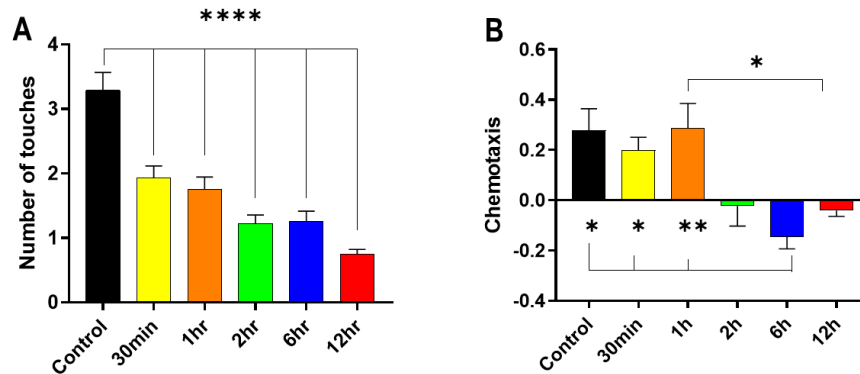 A
****
Number of touches
4
3
2
1
0
Control
30min
1hr
2hr
6hr
12hr
B
*
Chemotaxis
0.6
0.4
0.2
0.0
-0.2
-0.4
* * **
Control
30min
1h
2h
6h
12h